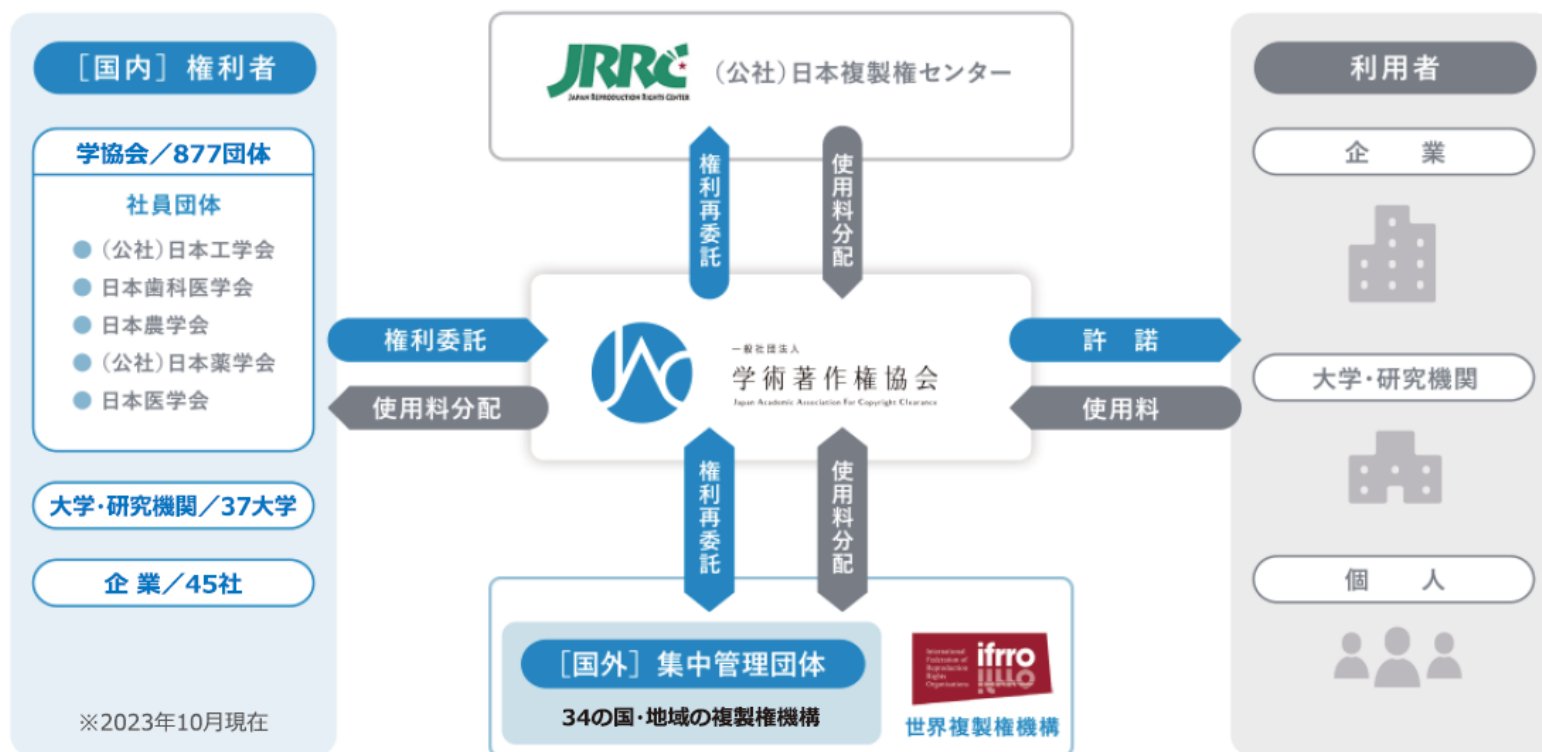 ［国内］権利者
学協会／877団体
社員団体
（公社）日本工学会
日本歯科医学会
日本農学会
（公社）日本薬学会
日本医学会
大学・研究機関／37大学
企 業／45社
※2023年10月現在
JRRC
JAPAN REPRODUCTION RIGHTS CENTER
（公社）日本複製権センター
権利再委託
使用料分配
権利委託
使用料分配
一般社団法人
学術著作権協会
Japan Academic Association For Copyright Clearance
許 諾
使用料
権利再委託
使用料分配
［国外］集中管理団体
34の国・地域の複製権機構
International
Federation of
Reproduction
Rights
Organisations
ifrro
世界複製権機構
利用者
企 業
大学・研究機関
個 人